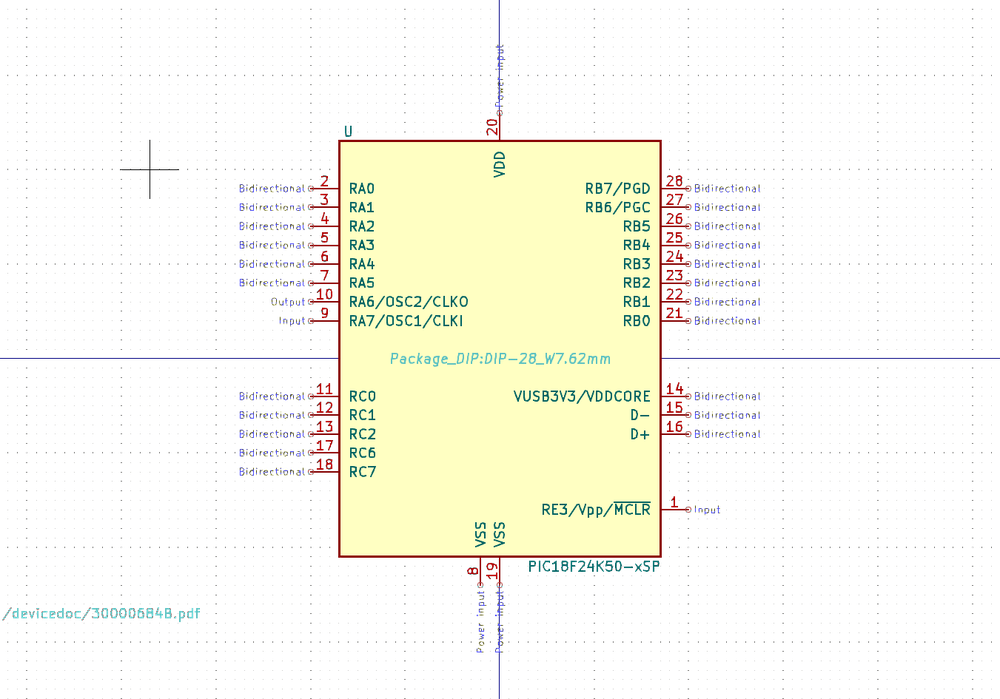 Power input
20
U
VDD
Bidirectional 2 RA0 RB7/PGD 28 Bidirectional
Bidirectional 3 RA1 RB6/PGC 27 Bidirectional
Bidirectional 4 RA2 RB5 26 Bidirectional
Bidirectional 5 RA3 RB4 25 Bidirectional
Bidirectional 6 RA4 RB3 24 Bidirectional
Bidirectional 7 RA5 RB2 23 Bidirectional
Output 10 RA6/OSC2/CLKO RB1 22 Bidirectional
Input 9 RA7/OSC1/CLKI RB0 21 Bidirectional
Package_DIP:DIP-28_W7.62mm
Bidirectional 11 RC0 VUSB3V3/VDDCORE 14 Bidirectional
Bidirectional 12 RC1 D- 15 Bidirectional
Bidirectional 13 RC2 D+ 16 Bidirectional
Bidirectional 17 RC6
Bidirectional 18 RC7
RE3/Vpp/MCLR 1 Input
VSS VSS
8 19
PIC18F24K50-xSP
Power input Power input
/devicedoc/30000684B.pdf